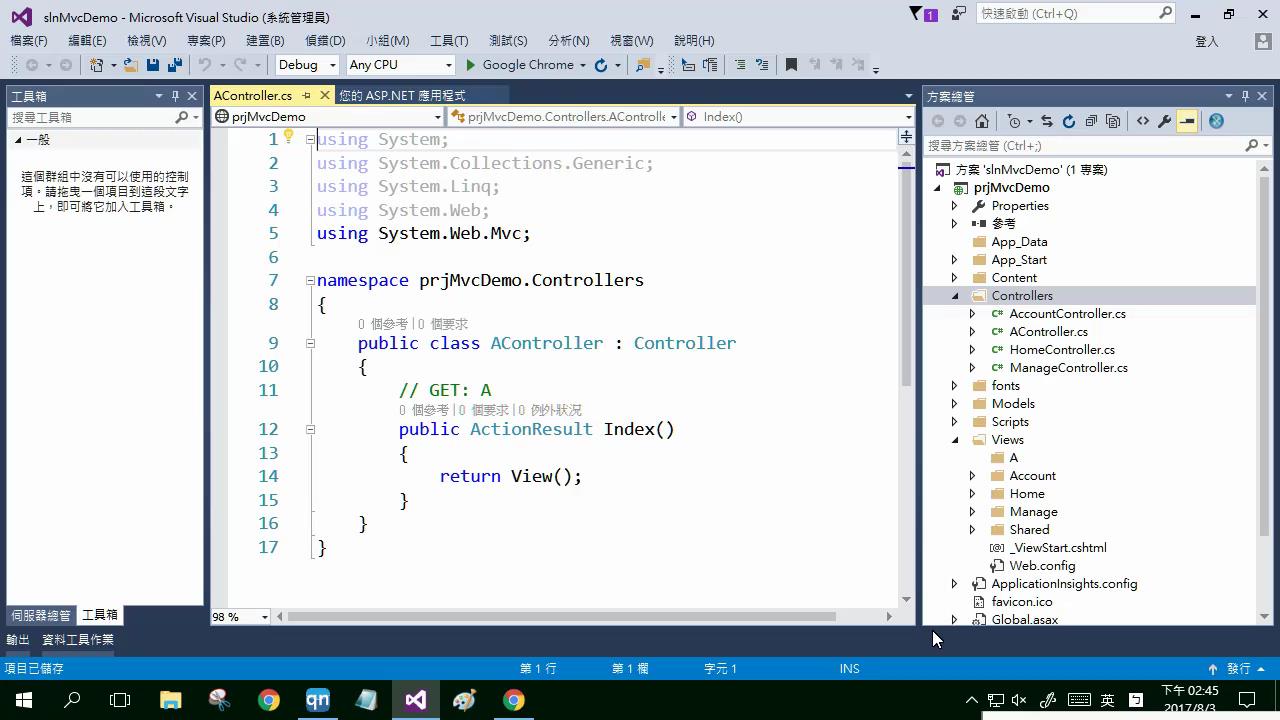 slnMvcDemo - Microsoft Visual Studio (系統管理員)
1
快速啟動 (Ctrl+Q)
檔案(F) 編輯(E) 檢視(V) 專案(P) 建置(B) 偵錯(D) 小組(M) 工具(T) 測試(S) 分析(N) 視窗(W) 說明(H)
登入
Debug Any CPU Google Chrome
工具箱
搜尋工具箱
一般
這個群組中沒有可以使用的控制
項。請拖曳一個項目到這段文字
上，即可將它加入工具箱。
伺服器總管 工具箱
AController.cs 您的 ASP.NET 應用程式
prjMvcDemo prjMvcDemo.Controllers.AControlle Index()
1 using System;
2 using System.Collections.Generic;
3 using System.Linq;
4 using System.Web;
5 using System.Web.Mvc;
6
7 namespace prjMvcDemo.Controllers
8 {
0 個參考|0 個要求
9 public class AController : Controller
10 {
11 // GET: A
0 個參考|0 個要求|0 例外狀況
12 public ActionResult Index()
13 {
14 return View();
15 }
16 }
17 }
98 %
方案總管
搜尋方案總管 (Ctrl+;)
方案 'slnMvcDemo' (1 專案)
prjMvcDemo
Properties
參考
App_Data
App_Start
Content
Controllers
C# AccountController.cs
C# AController.cs
C# HomeController.cs
C# ManageController.cs
fonts
Models
Scripts
Views
A
Account
Home
Manage
Shared
[@] _ViewStart.cshtml
Web.config
ApplicationInsights.config
favicon.ico
Global.asax
輸出 資料工具作業
項目已儲存 第 1 行 第 1 欄 字元 1 INS 發行
qn
英
下午 02:45
2017/8/3